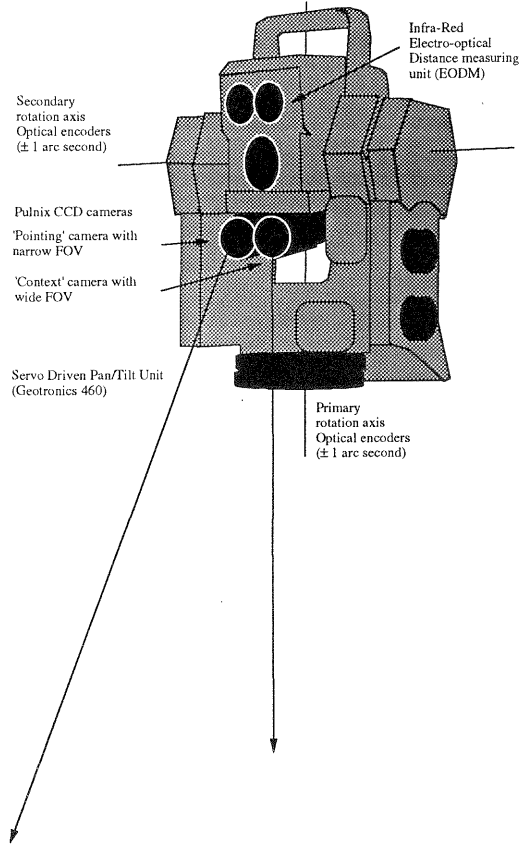 Infra-Red
Electro-optical
Distance measuring
unit (EODM)
Secondary
rotation axis
Optical encoders
(± 1 arc second)
Pulnix CCD cameras
'Pointing' camera with
narrow FOV
'Context' camera with
wide FOV
Servo Driven Pan/Tilt Unit
(Geotronics 460)
Primary
rotation axis
Optical encoders
(± 1 arc second)